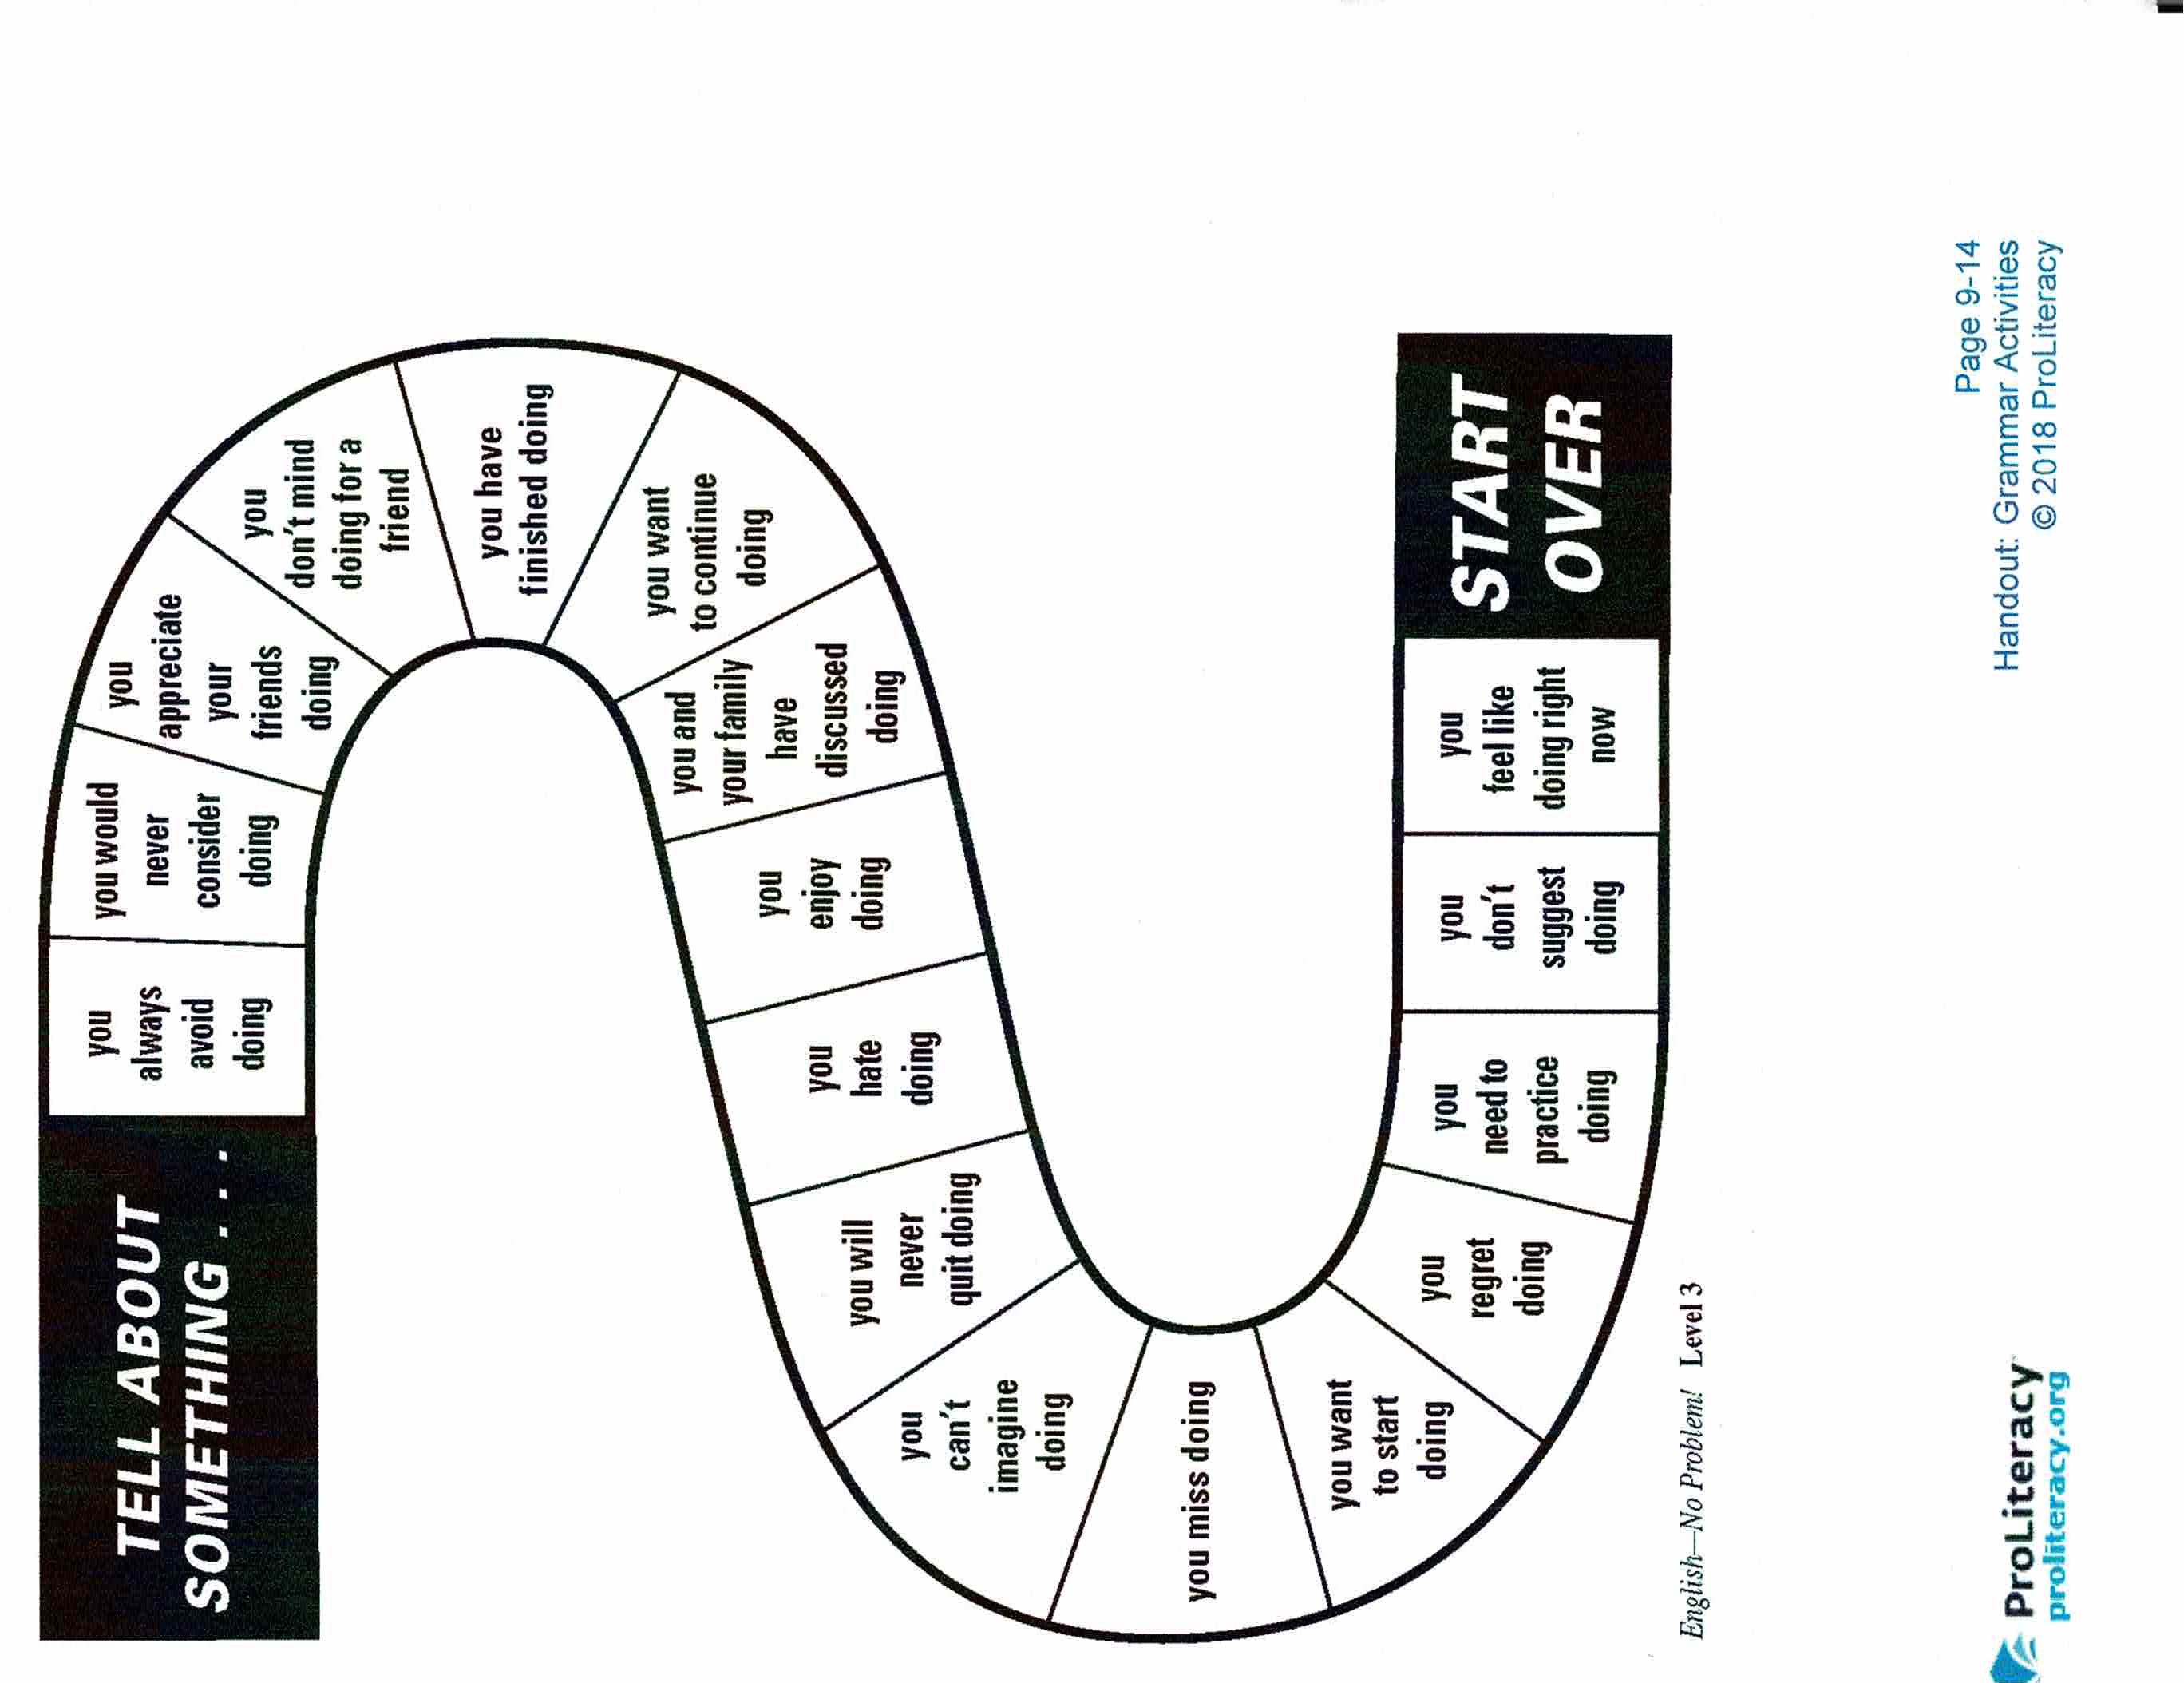 TELL ABOUT
SOMETHING . . .
you
always
avoid
doing
you would
never
consider
doing
you
appreciate
your
friends
doing
you
don't mind
doing for a
friend
you have
finished doing
you want
to continue
doing
you and
your family
have
discussed
doing
you
enjoy
doing
you
hate
doing
you will
never
quit doing
you
can't
imagine
doing
you miss doing
you want
to start
doing
you
regret
doing
you
need to
practice
doing
you
don't
suggest
doing
you
feel like
doing right
now
START
OVER
English—No Problem! Level 3
ProLiteracy
proliteracy.org
Page 9-14
Handout: Grammar Activities
© 2018 ProLiteracy